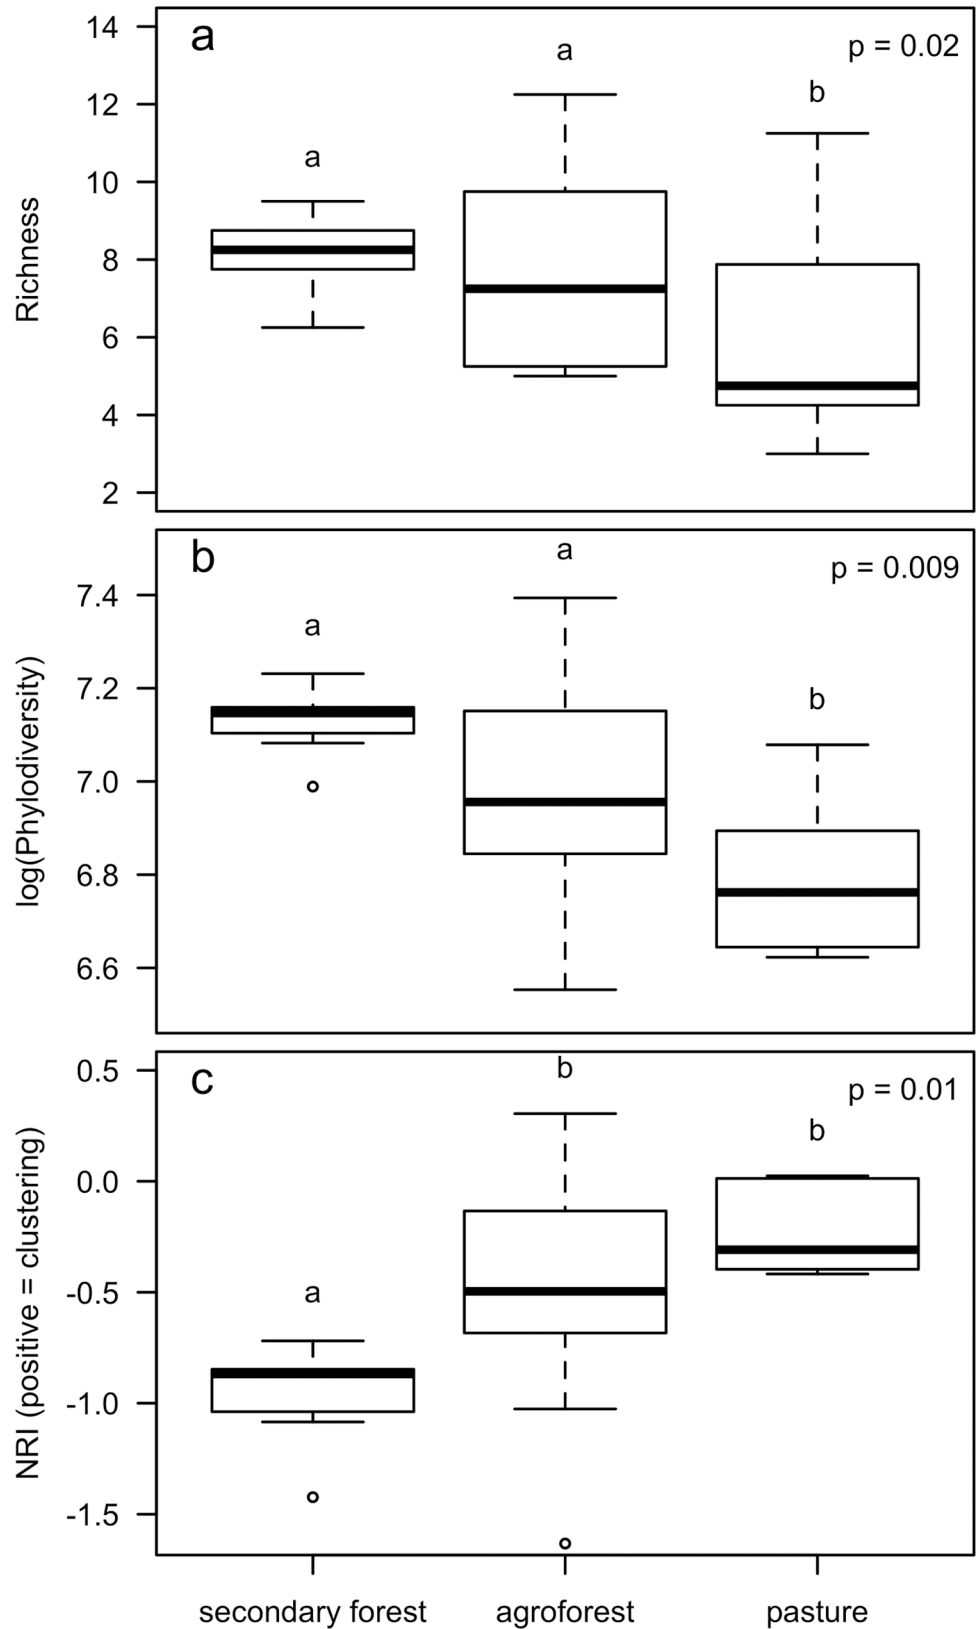 a
p = 0.02
a
a
b
Richness
14
12
10
8
6
4
2
b
p = 0.009
a
a
b
log(Phylodiversity)
7.4
7.2
7.0
6.8
6.6
c
p = 0.01
a
b
b
NRI (positive = clustering)
0.5
0.0
-0.5
-1.0
-1.5
secondary forest
agroforest
pasture